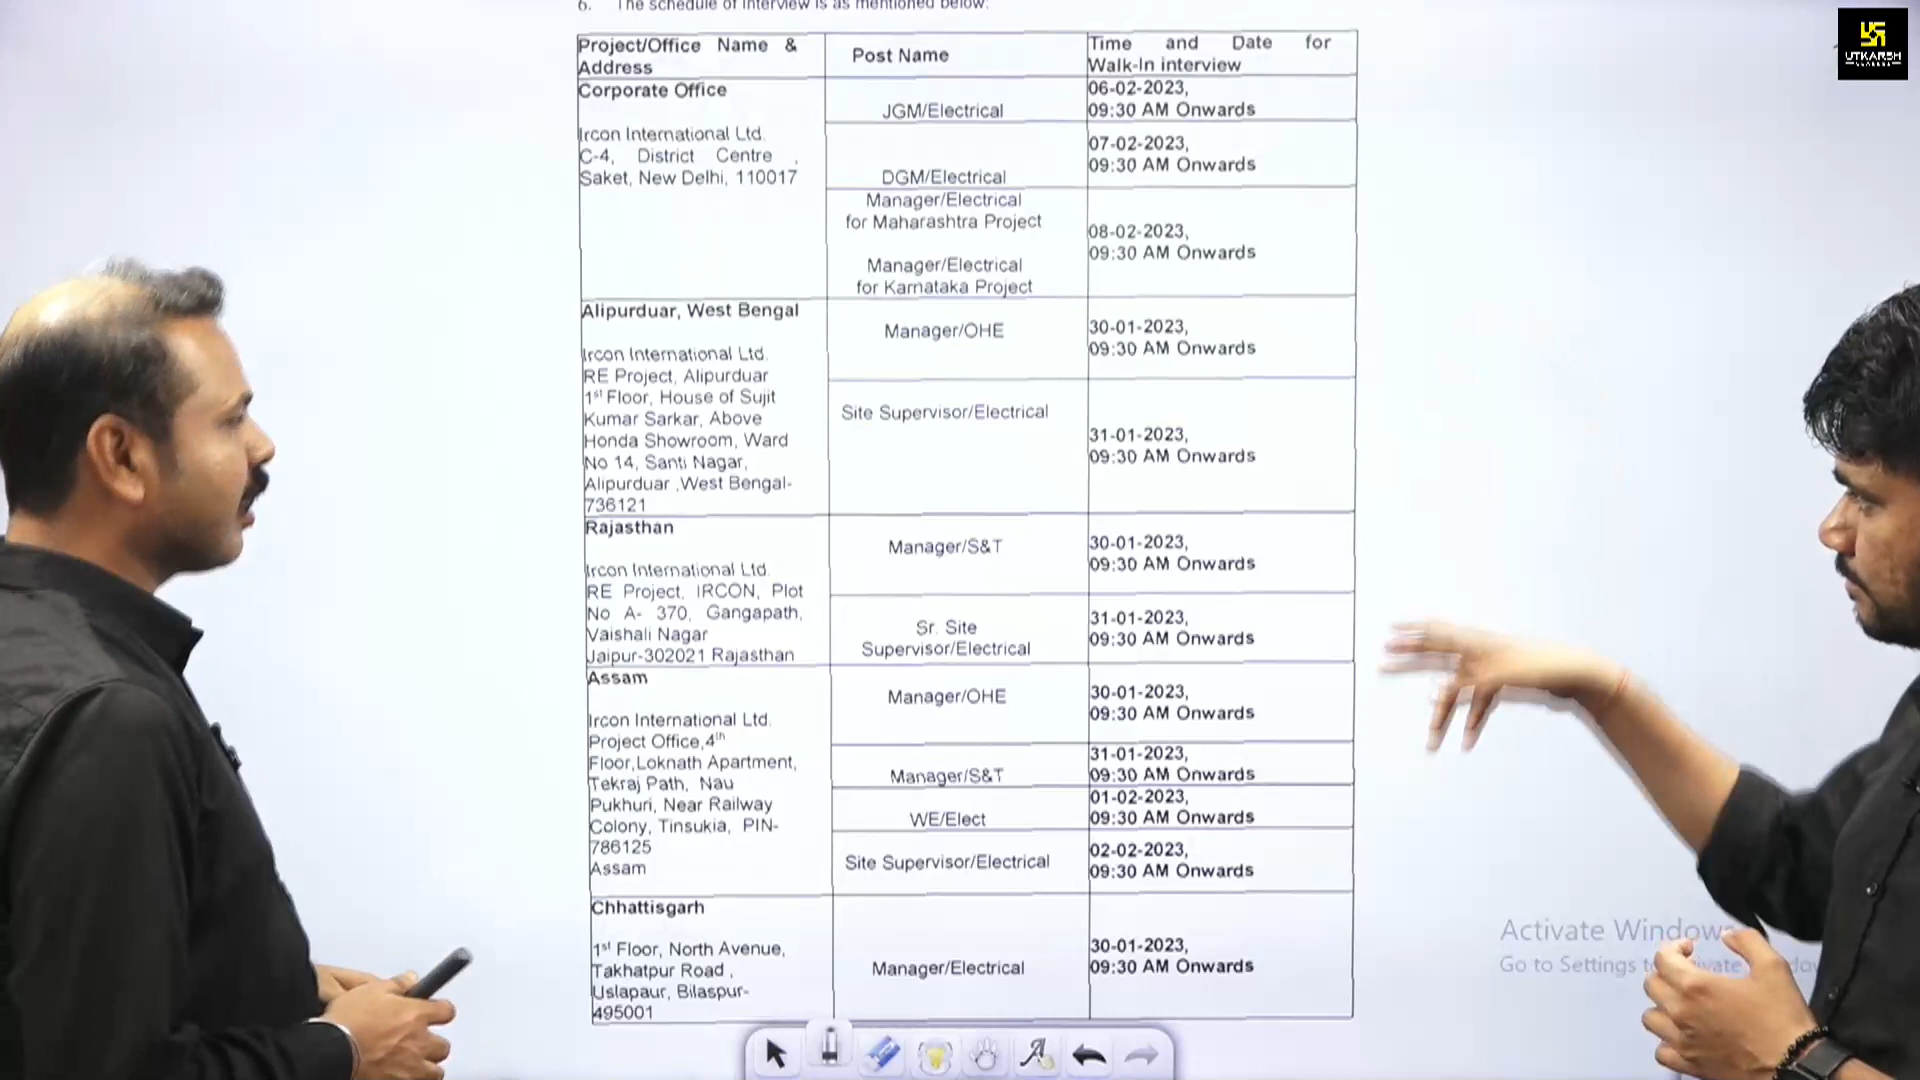 6. The schedule of interview is as mentioned below:
Project/Office Name &
Address
Post Name
Time and Date for
Walk-In interview
Corporate Office
Ircon International Ltd.
C-4, District Centre ,
Saket, New Delhi, 110017
JGM/Electrical
06-02-2023,
09:30 AM Onwards
DGM/Electrical
07-02-2023,
09:30 AM Onwards
Manager/Electrical
for Maharashtra Project
Manager/Electrical
for Karnataka Project
08-02-2023,
09:30 AM Onwards
Alipurduar, West Bengal
Ircon International Ltd.
RE Project, Alipurduar
1st Floor, House of Sujit
Kumar Sarkar, Above
Honda Showroom, Ward
No 14, Santi Nagar,
Alipurduar ,West Bengal-
736121
Manager/OHE
30-01-2023,
09:30 AM Onwards
Site Supervisor/Electrical
31-01-2023,
09:30 AM Onwards
Rajasthan
Ircon International Ltd.
RE Project, IRCON, Plot
No A- 370, Gangapath,
Vaishali Nagar
Jaipur-302021 Rajasthan
Manager/S&T
30-01-2023,
09:30 AM Onwards
Sr. Site
Supervisor/Electrical
31-01-2023,
09:30 AM Onwards
Assam
Ircon International Ltd.
Project Office,4th
Floor,Loknath Apartment,
Tekraj Path, Nau
Pukhuri, Near Railway
Colony, Tinsukia, PIN-
786125
Assam
Manager/OHE
30-01-2023,
09:30 AM Onwards
Manager/S&T
31-01-2023,
09:30 AM Onwards
WE/Elect
01-02-2023,
09:30 AM Onwards
Site Supervisor/Electrical
02-02-2023,
09:30 AM Onwards
Chhattisgarh
1st Floor, North Avenue,
Takhatpur Road ,
Uslapaur, Bilaspur-
495001
Manager/Electrical
30-01-2023,
09:30 AM Onwards
UTKARSH
CLASSES
Activate Windows
Go to Settings